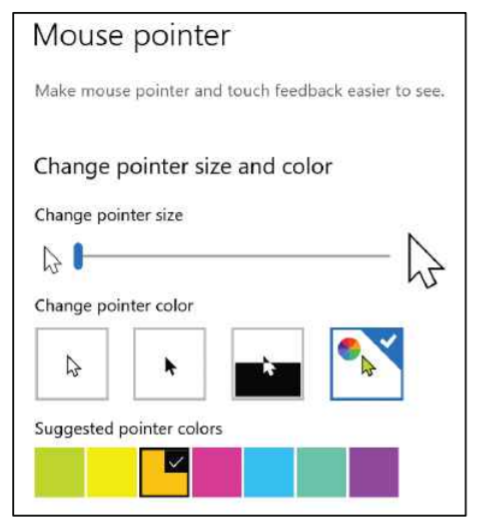 Mouse pointer
Make mouse pointer and touch feedback easier to see.
Change pointer size and color
Change pointer size
Change pointer color
Suggested pointer colors